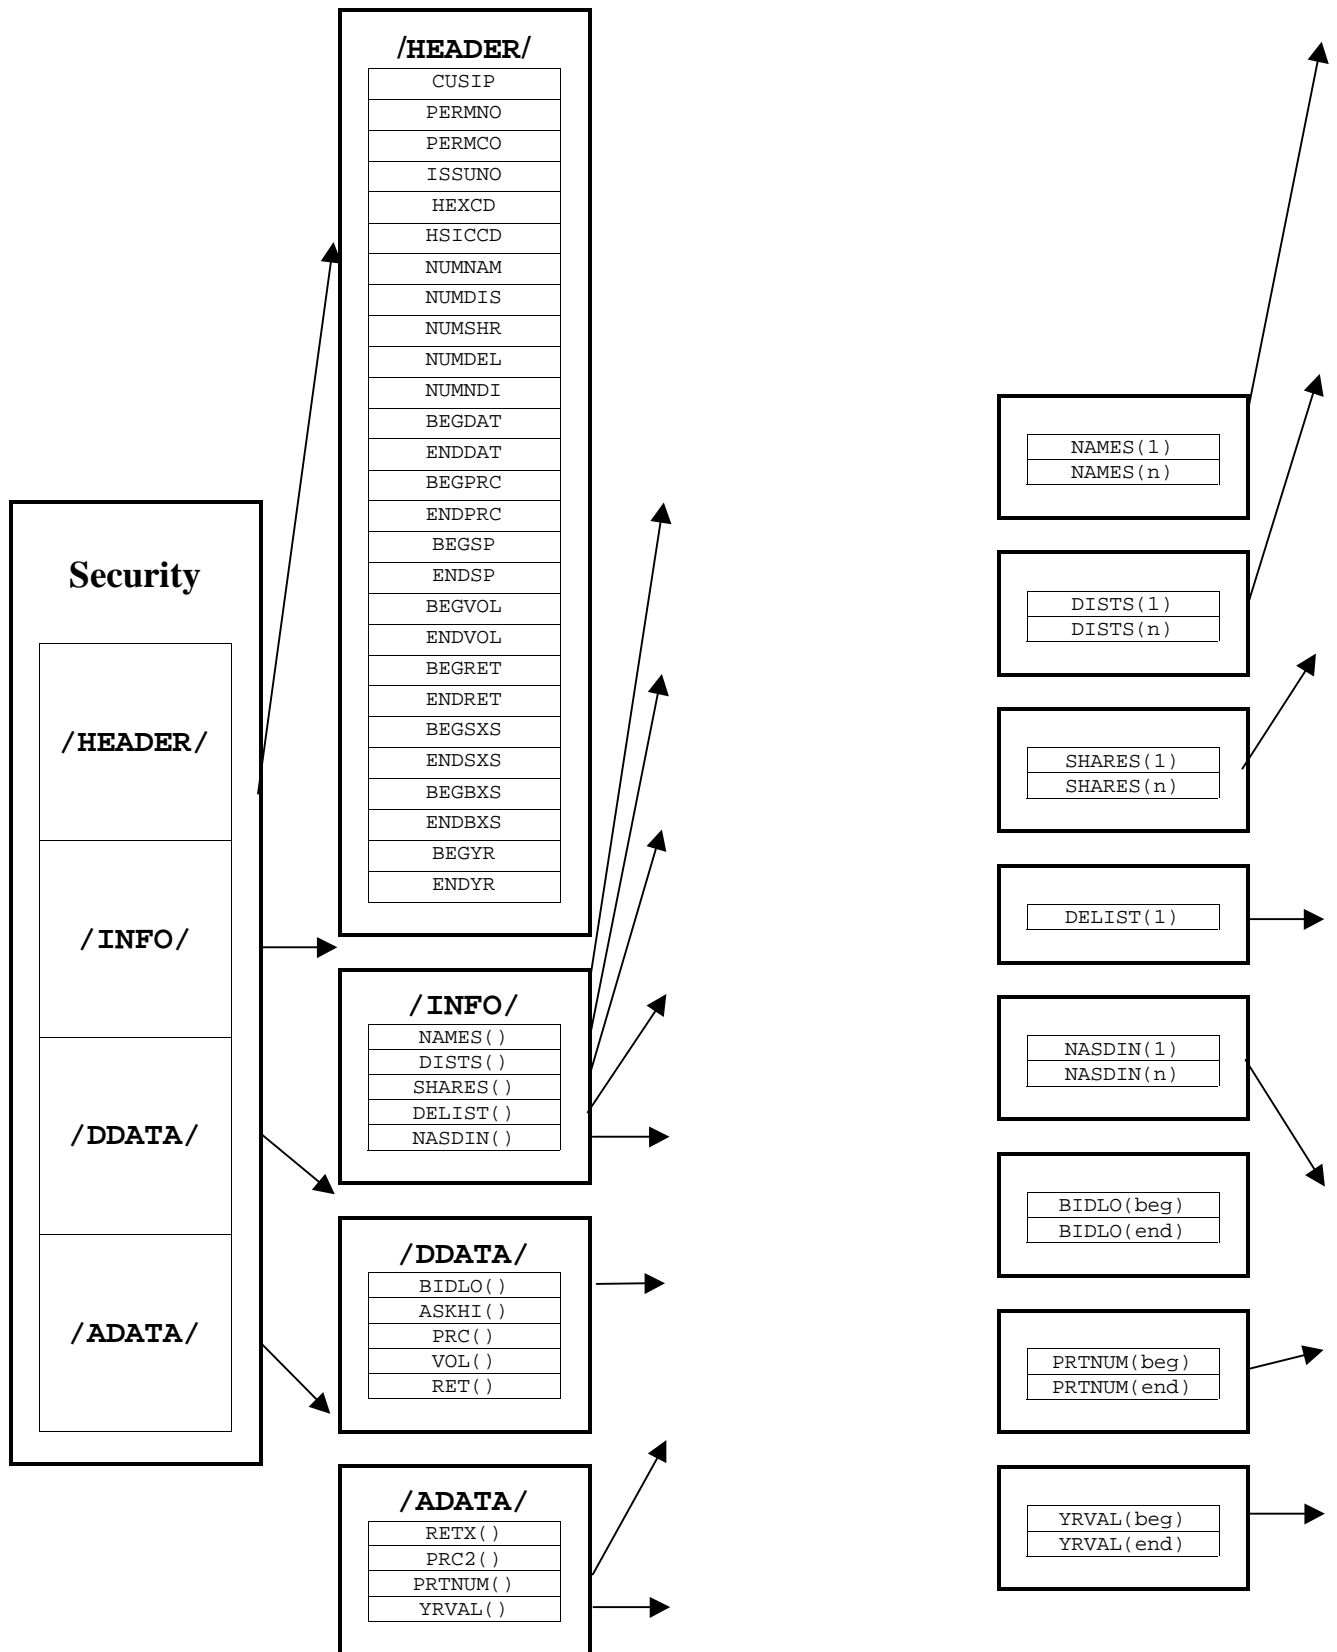 Security
/HEADER/
/INFO/
/DDATA/
/ADATA/
/HEADER/
CUSIP
PERMNO
PERMCO
ISSUNO
HEXCD
HSICCD
NUMNAM
NUMDIS
NUMSHR
NUMDEL
NUMNDI
BEGDAT
ENDDAT
BEGPRC
ENDPRC
BEGSP
ENDSP
BEGVOL
ENDVOL
BEGRET
ENDRET
BEGSXS
ENDSXS
BEGBXS
ENDBXS
BEGYR
ENDYR
/INFO/
NAMES()
DISTS()
SHARES()
DELIST()
NASDIN()
/DDATA/
BIDLO()
ASKHI()
PRC()
VOL()
RET()
/ADATA/
RETX()
PRC2()
PRTNUM()
YRVAL()
NAMES(1)
NAMES(n)
DISTS(1)
DISTS(n)
SHARES(1)
SHARES(n)
DELIST(1)
NASDIN(1)
NASDIN(n)
BIDLO(beg)
BIDLO(end)
PRTNUM(beg)
PRTNUM(end)
YRVAL(beg)
YRVAL(end)